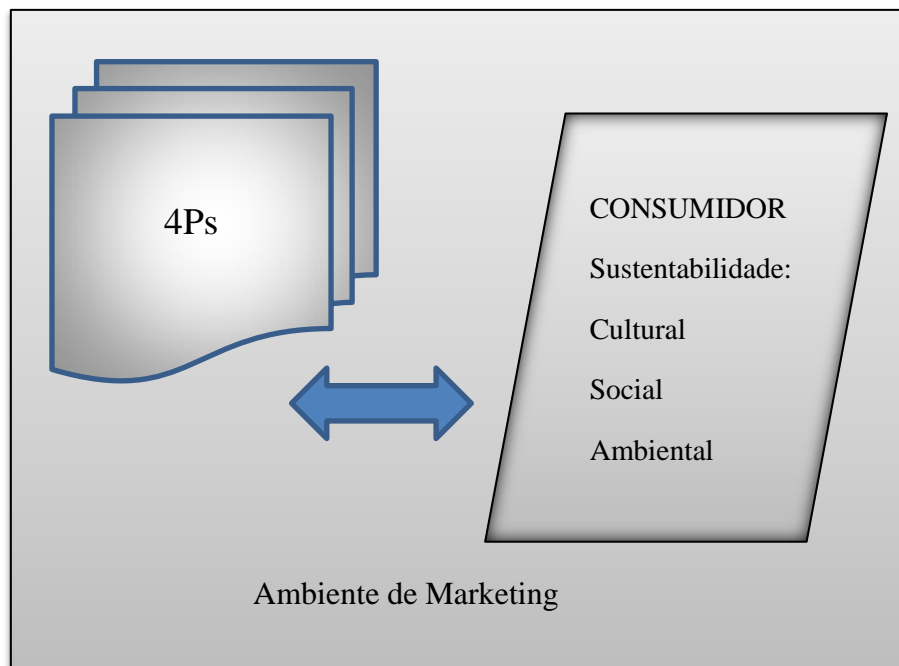 4Ps
CONSUMIDOR
Sustentabilidade:
Cultural
Social
Ambiental
Ambiente de Marketing